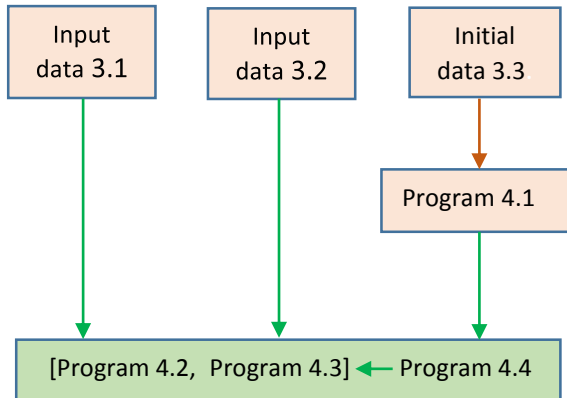 Input
data 3.1
Input
data 3.2
Initial
data 3.3
Program 4.1
[Program 4.2, Program 4.3] Program 4.4